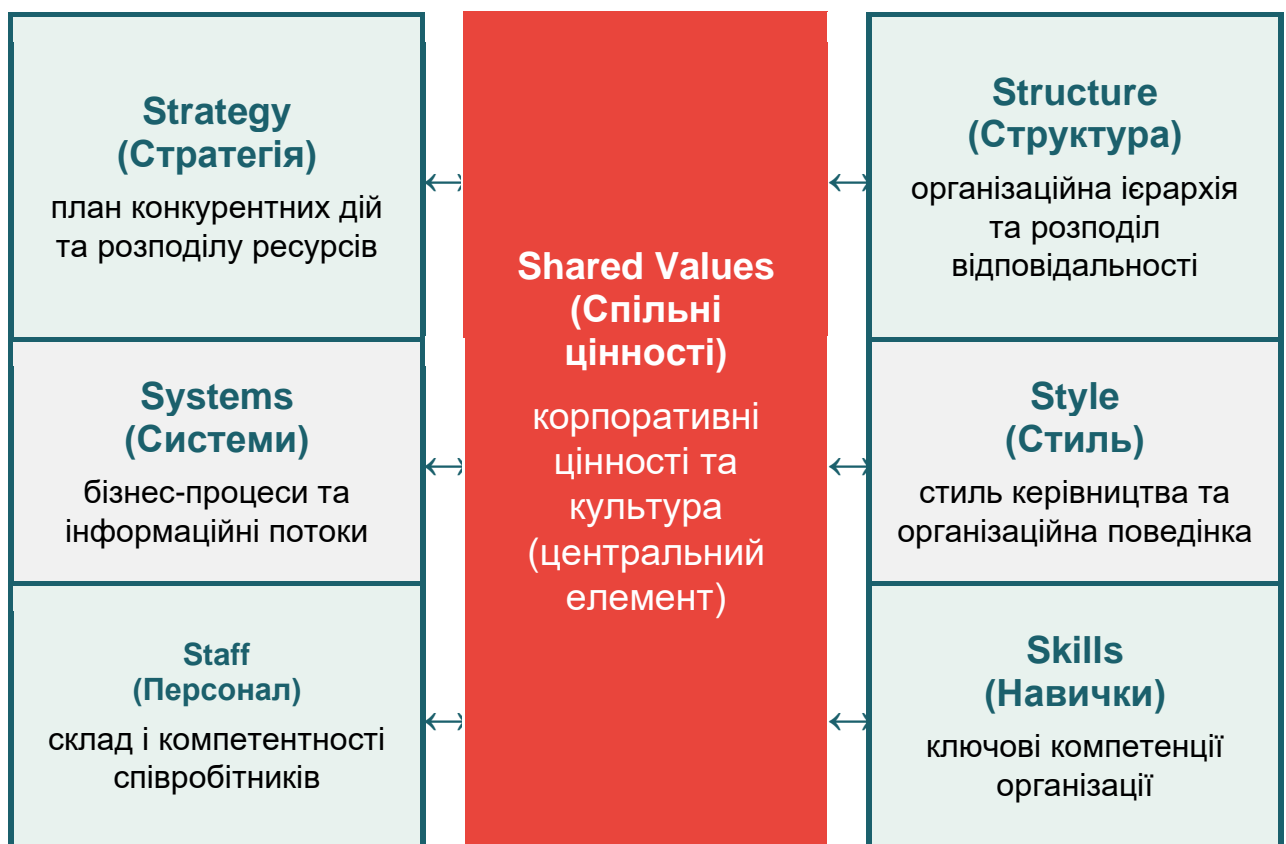 Strategy
(Стратегія)
план конкурентних дій
та розподілу ресурсів
Systems
(Системи)
бізнес-процеси та
інформаційні потоки
Staff
(Персонал)
склад і компетентності
співробітників
↔
↔
↔
Shared Values
(Спільні
цінності)
корпоративні
цінності та
культура
(центральний
елемент)
↔
↔
↔
Structure
(Структура)
організаційна ієрархія
та розподіл
відповідальності
Style
(Стиль)
стиль керівництва та
організаційна поведінка
Skills
(Навички)
ключові компетенції
організації